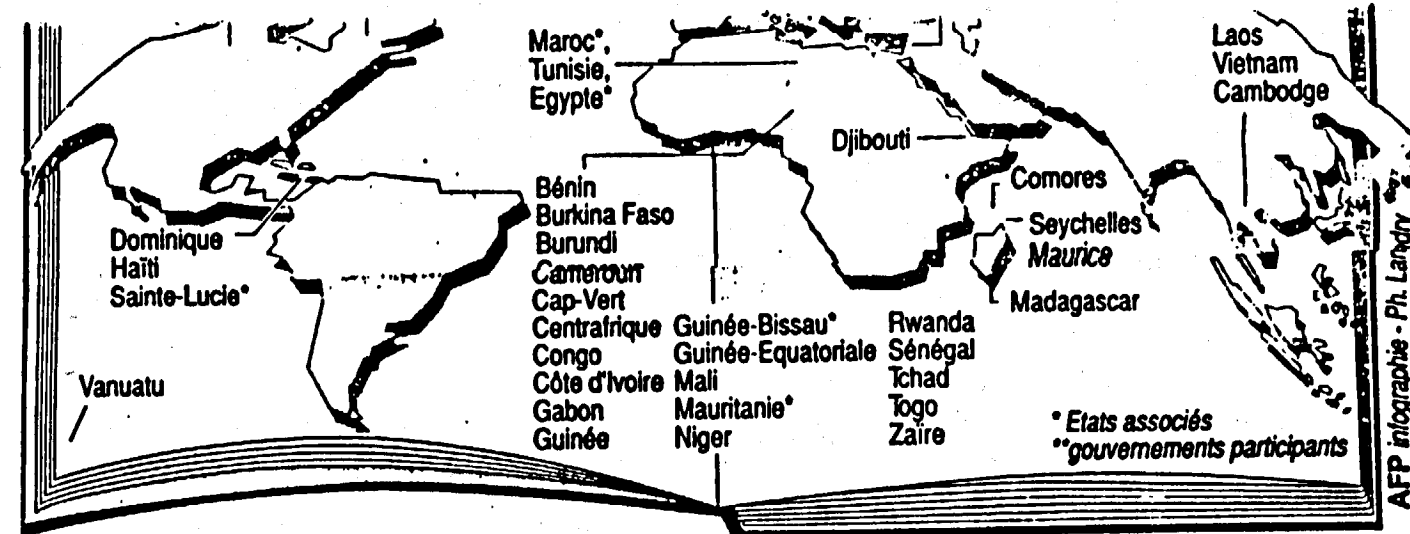 Maroc*,
Tunisie,
Egypte*
Laos
Vietnam
Cambodge
Djibouti
Comores
Seychelles
Maurice
Madagascar
Dominique
Haïti
Sainte-Lucie*
Vanuatu
Bénin
Burkina Faso
Burundi
Cameroun
Cap-Vert
Centrafrique
Congo
Côte d'Ivoire
Gabon
Guinée
Guinée-Bissau*
Guinée-Equatoriale
Mali
Mauritanie*
Niger
Rwanda
Sénégal
Tchad
Togo
Zaïre
* Etats associés
**gouvernements participants
AFP infographie - Ph. Landry